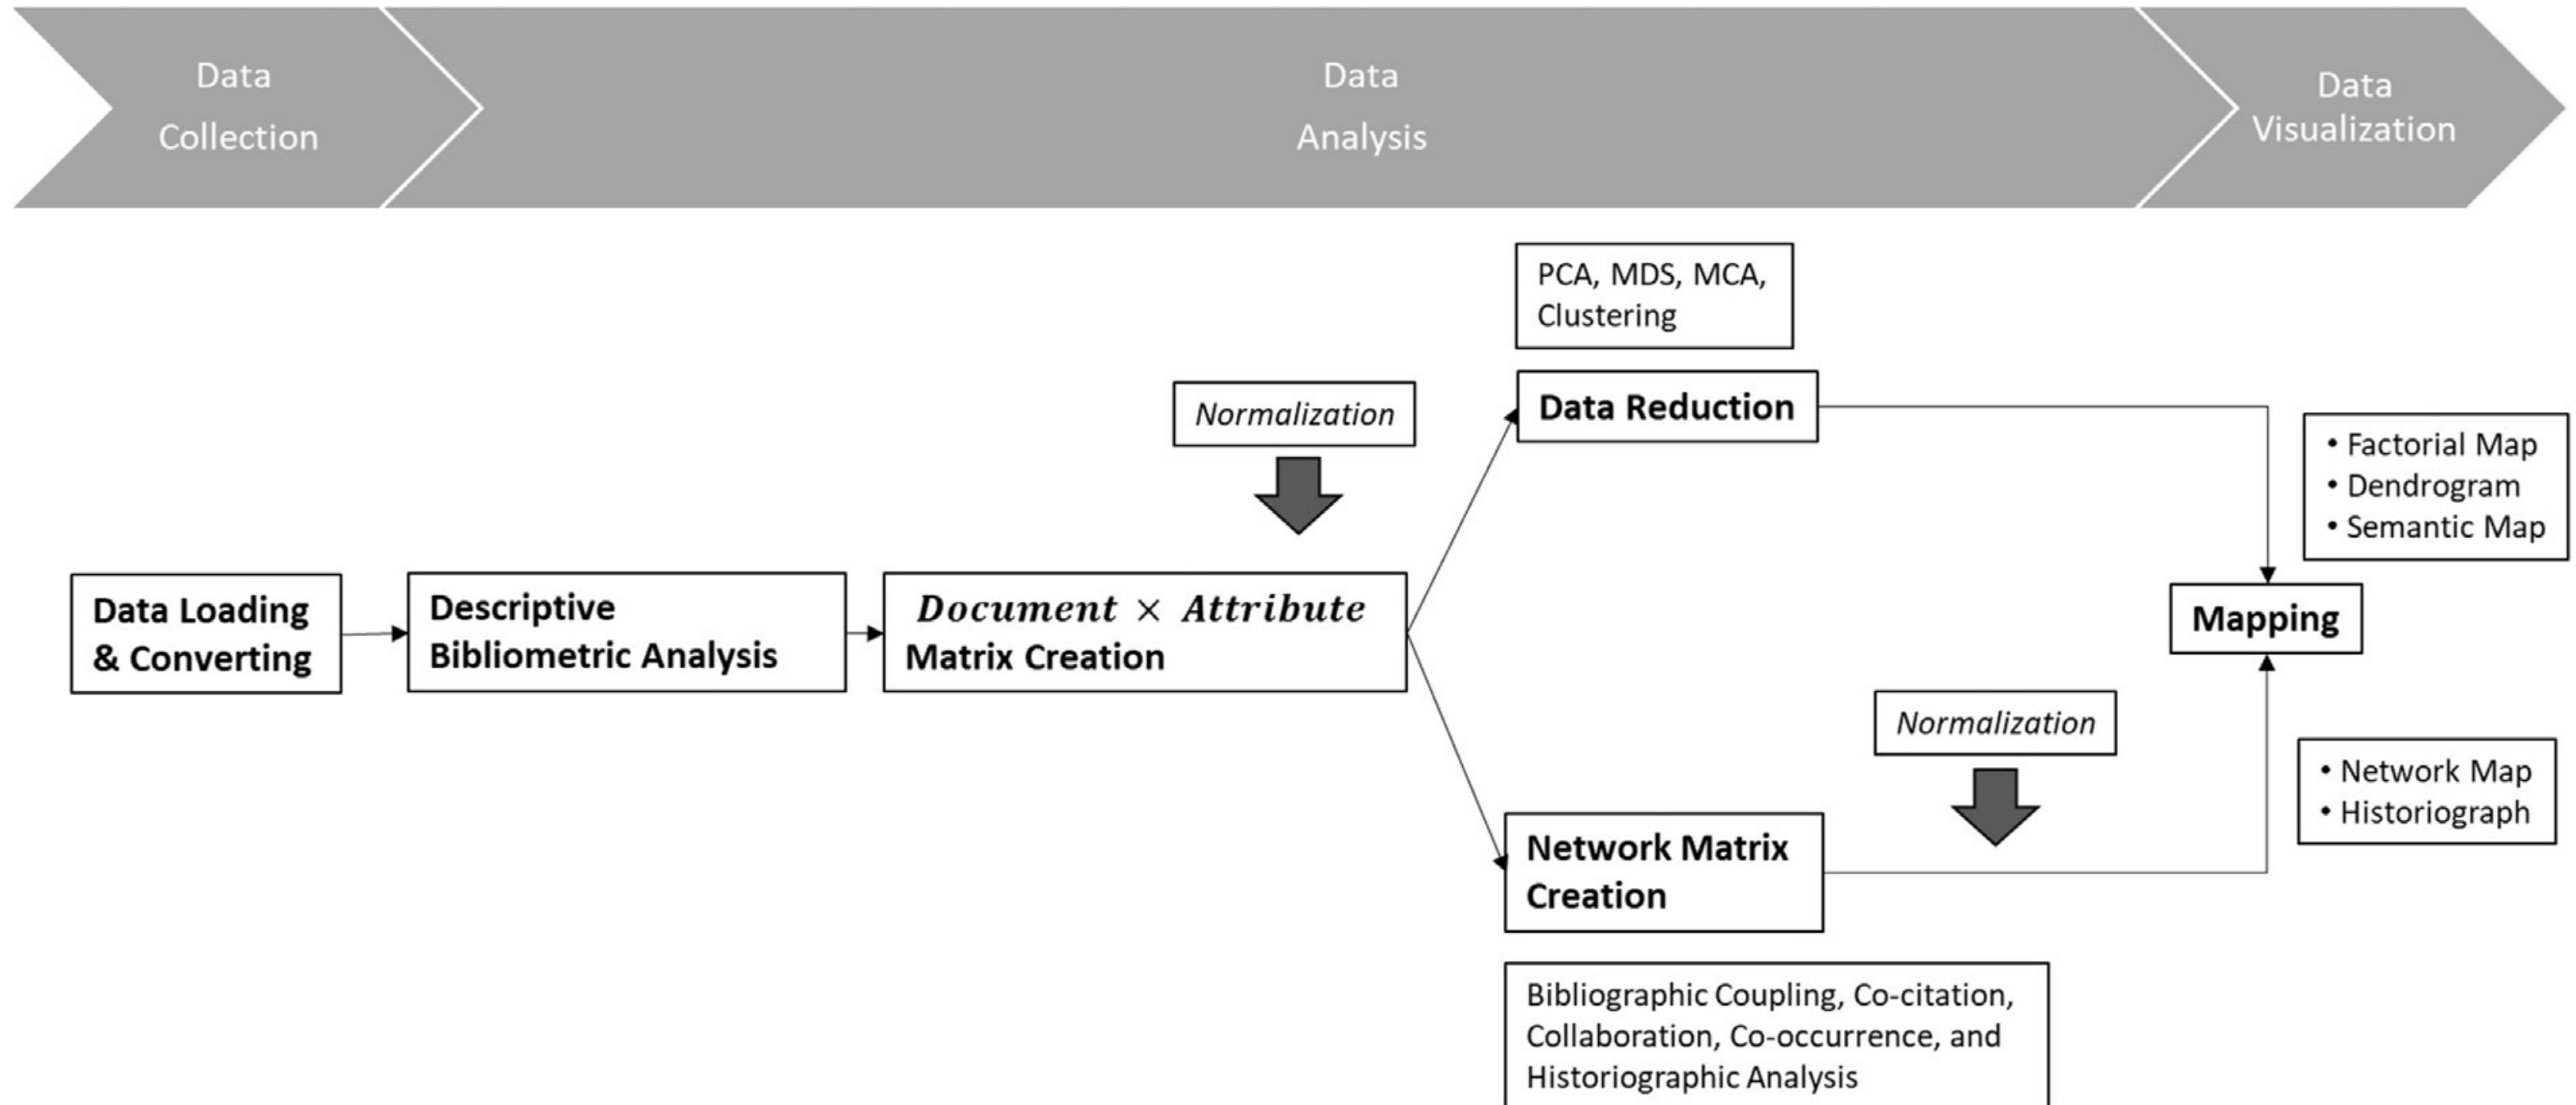 Data
Collection
Data
Analysis
Data
Visualization
PCA, MDS, MCA,
Clustering
Normalization
Data Reduction
• Factorial Map
• Dendrogram
• Semantic Map
Data Loading
& Converting
Descriptive
Bibliometric Analysis
Document × Attribute
Matrix Creation
Mapping
Normalization
• Network Map
• Historiograph
Network Matrix
Creation
Bibliographic Coupling, Co-citation,
Collaboration, Co-occurrence, and
Historiographic Analysis